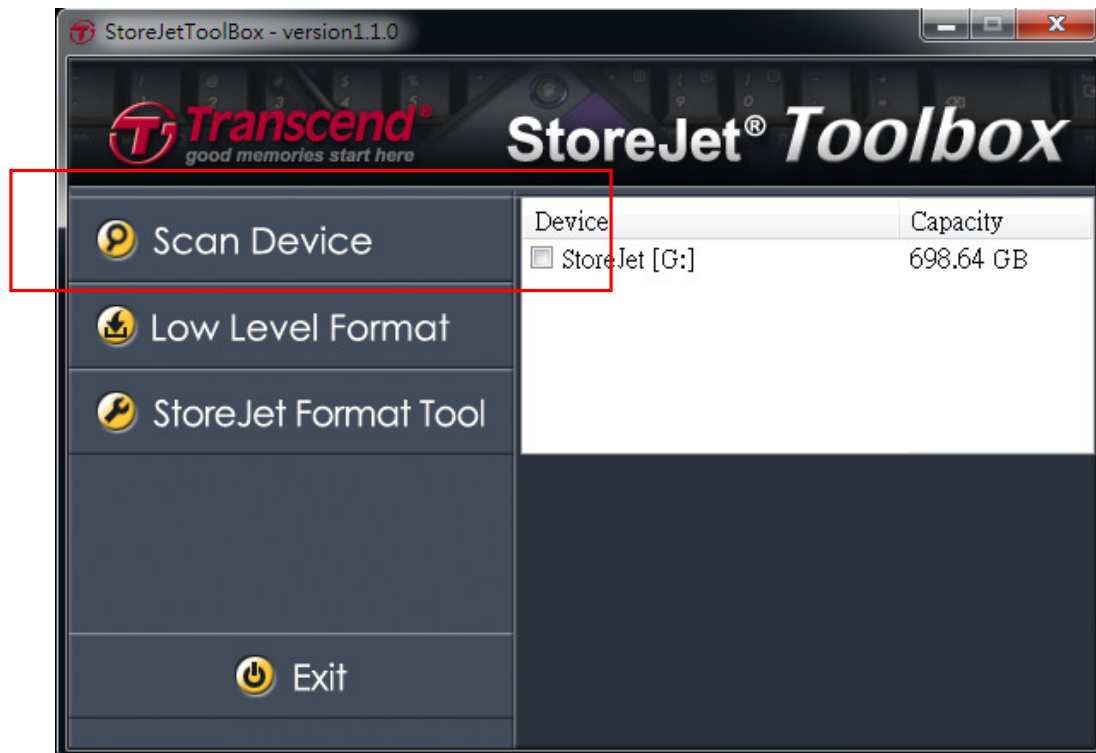 StoreJetToolBox - version1.1.0
Transcend®
good memories start here
StoreJet® Toolbox
Scan Device
Low Level Format
StoreJet Format Tool
Exit
Device Capacity
StoreJet [G:] 698.64 GB